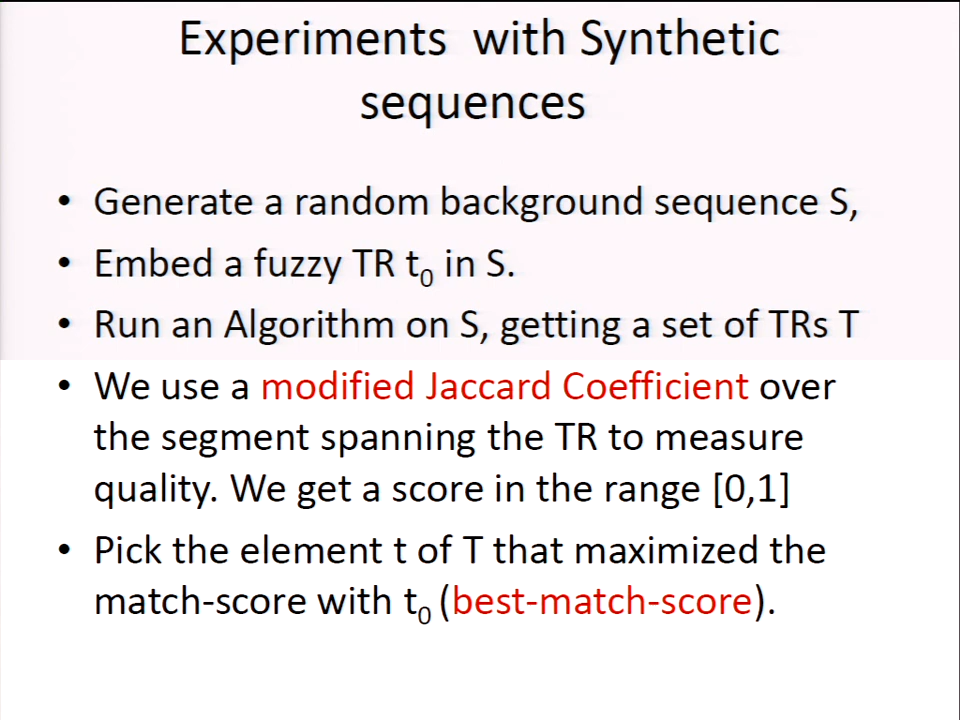 Experiments with Synthetic
sequences
• Generate a random background sequence S,
• Embed a fuzzy TR t0 in S.
• Run an Algorithm on S, getting a set of TRs T
• We use a modified Jaccard Coefficient over
the segment spanning the TR to measure
quality. We get a score in the range [0,1]
• Pick the element t of T that maximized the
match-score with t0 (best-match-score).